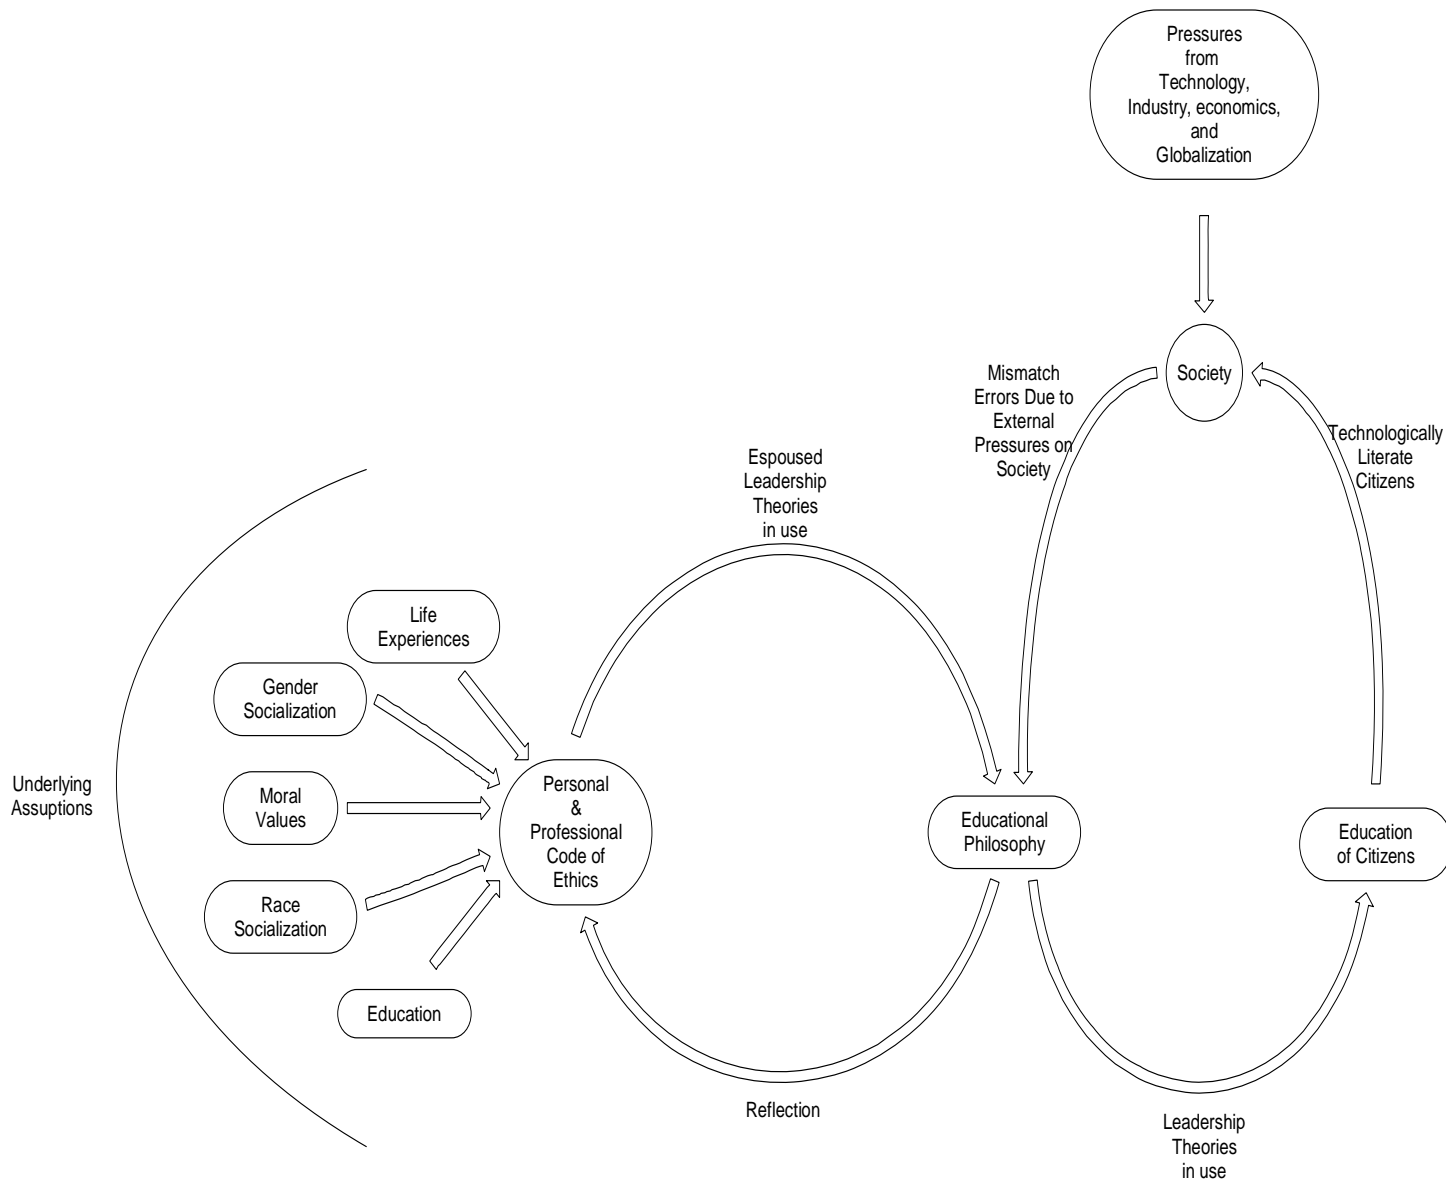 Pressures
from
Technology,
Industry, economics,
and
Globalization
Society
Mismatch
Errors Due to
External
Pressures on
Society
Technologically
Literate
Citizens
Espoused
Leadership
Theories
in use
Life
Experiences
Gender
Socialization
Underlying
Assuptions
Moral
Values
Personal
&
Professional
Code of
Ethics
Educational
Philosophy
Education
of Citizens
Race
Socialization
Education
Reflection
Leadership
Theories
in use